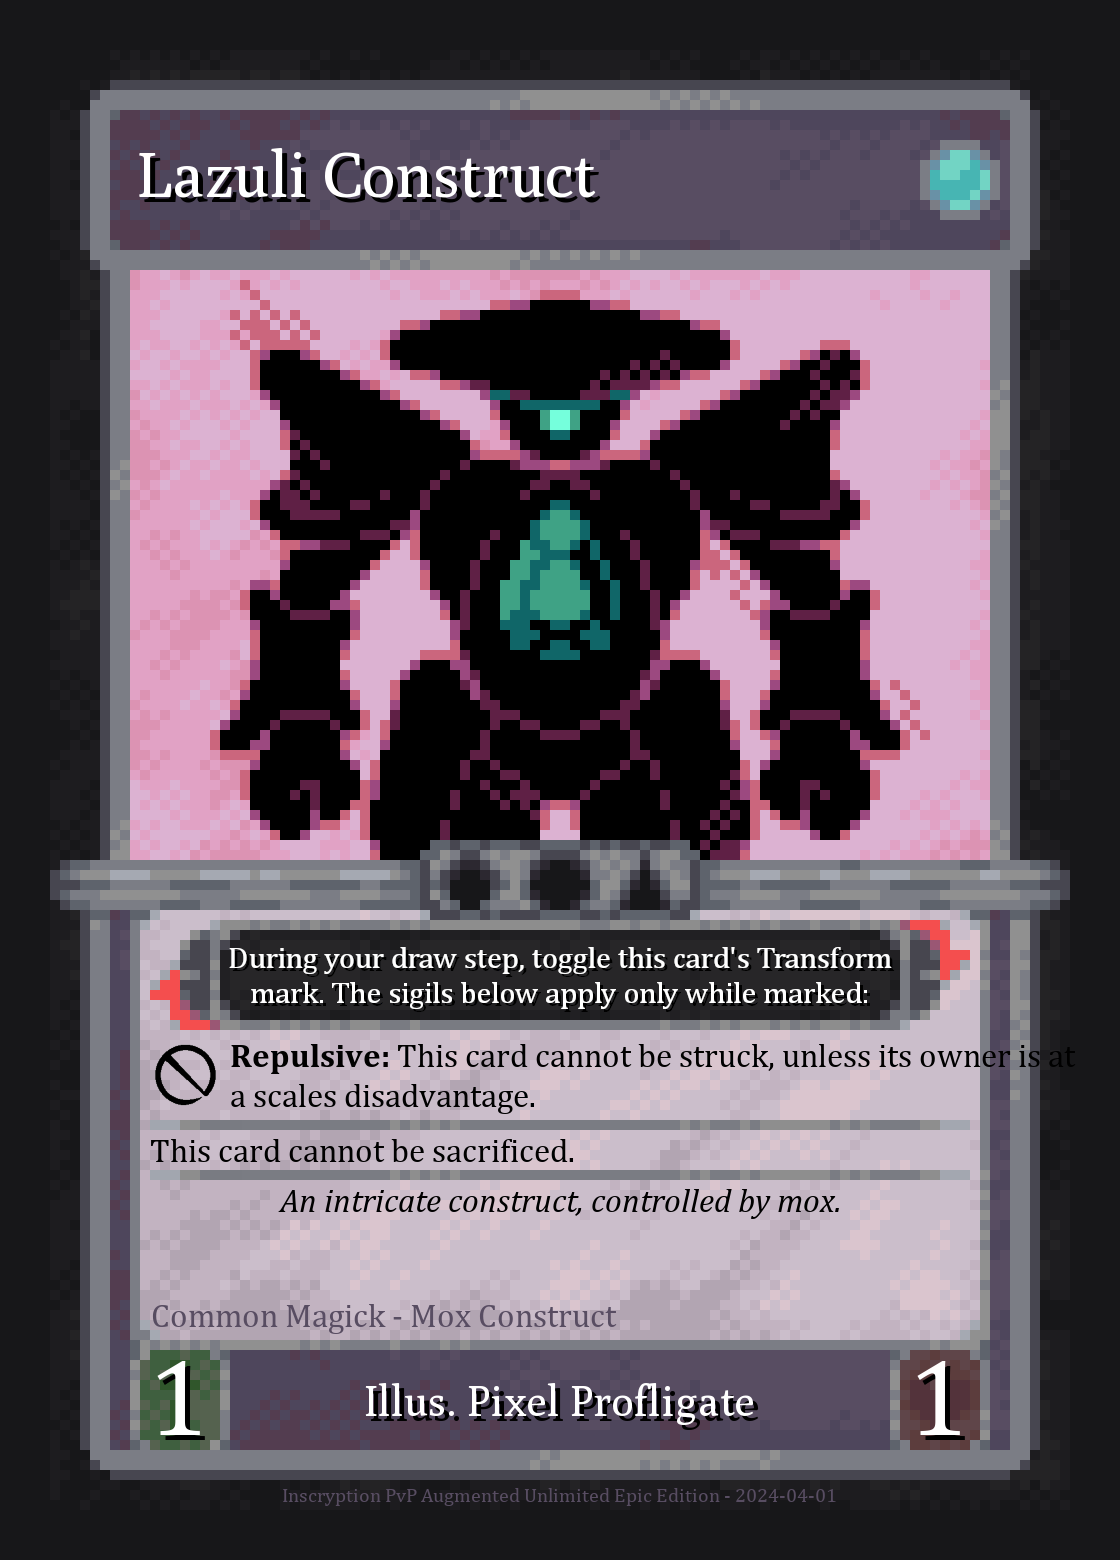 Lazuli Construct
During your draw step, toggle this card's Transform
mark. The sigils below apply only while marked:
Repulsive: This card cannot be struck, unless its owner is at
a scales disadvantage.
This card cannot be sacrificed.
An intricate construct, controlled by mox.
Common Magick - Mox Construct
1
Illus. Pixel Profligate
1
Inscryption PvP Augmented Unlimited Epic Edition - 2024-04-01